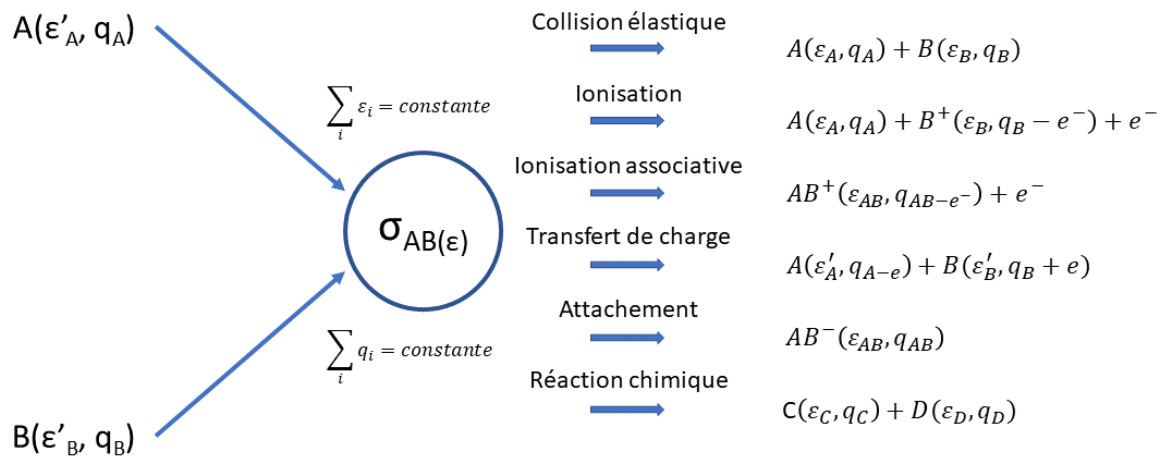 A(ε'A, qA)
∑i εi = constante
σAB(ε)
∑i qi = constante
B(ε'B, qB)
Collision élastique
A(εA, qA) + B(εB, qB)
Ionisation
A(εA, qA) + B⁺(εB, qB − e⁻) + e⁻
Ionisation associative
AB⁺(εAB, qAB−e⁻) + e⁻
Transfert de charge
A(ε′A, qA−e) + B(ε′B, qB + e)
Attachement
AB⁻(εAB, qAB)
Réaction chimique
C(εC, qC) + D(εD, qD)